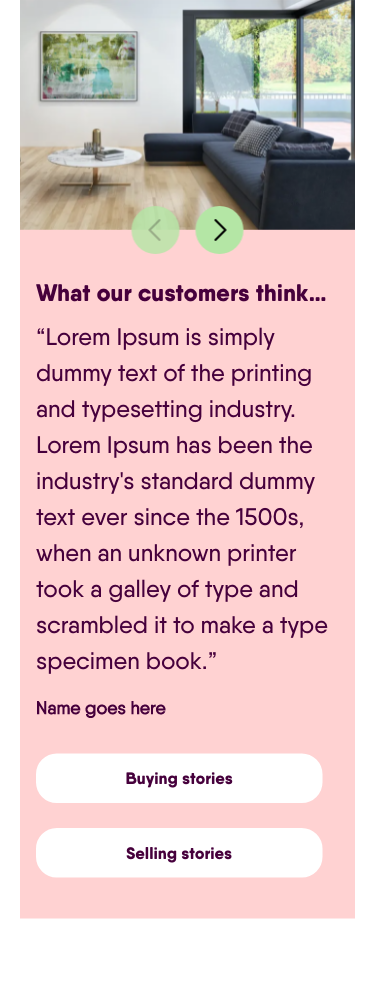 What our customers think...
“Lorem Ipsum is simply
dummy text of the printing
and typesetting industry.
Lorem Ipsum has been the
industry's standard dummy
text ever since the 1500s,
when an unknown printer
took a galley of type and
scrambled it to make a type
specimen book.”
Name goes here
Buying stories
Selling stories